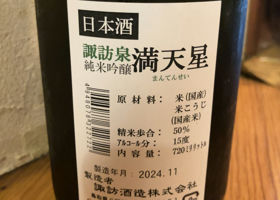 日本酒
諏訪泉
純米吟醸
満天星
まんてんせい
原材料: 米(国産)
米こうじ
(国産米)
精米歩合: 50%
アルコール分: 15度
内容量: 720ミリリットル
製造年月: 2024.11
製造者
諏訪酒造株式会社